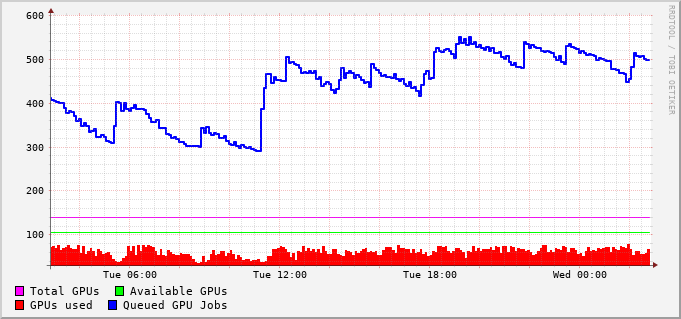 600
500
400
300
200
100
Tue 06:00 Tue 12:00 Tue 18:00 Wed 00:00
Total GPUs Available GPUs
GPUs used Queued GPU Jobs
RRDTOOL / TOBI OETIKER